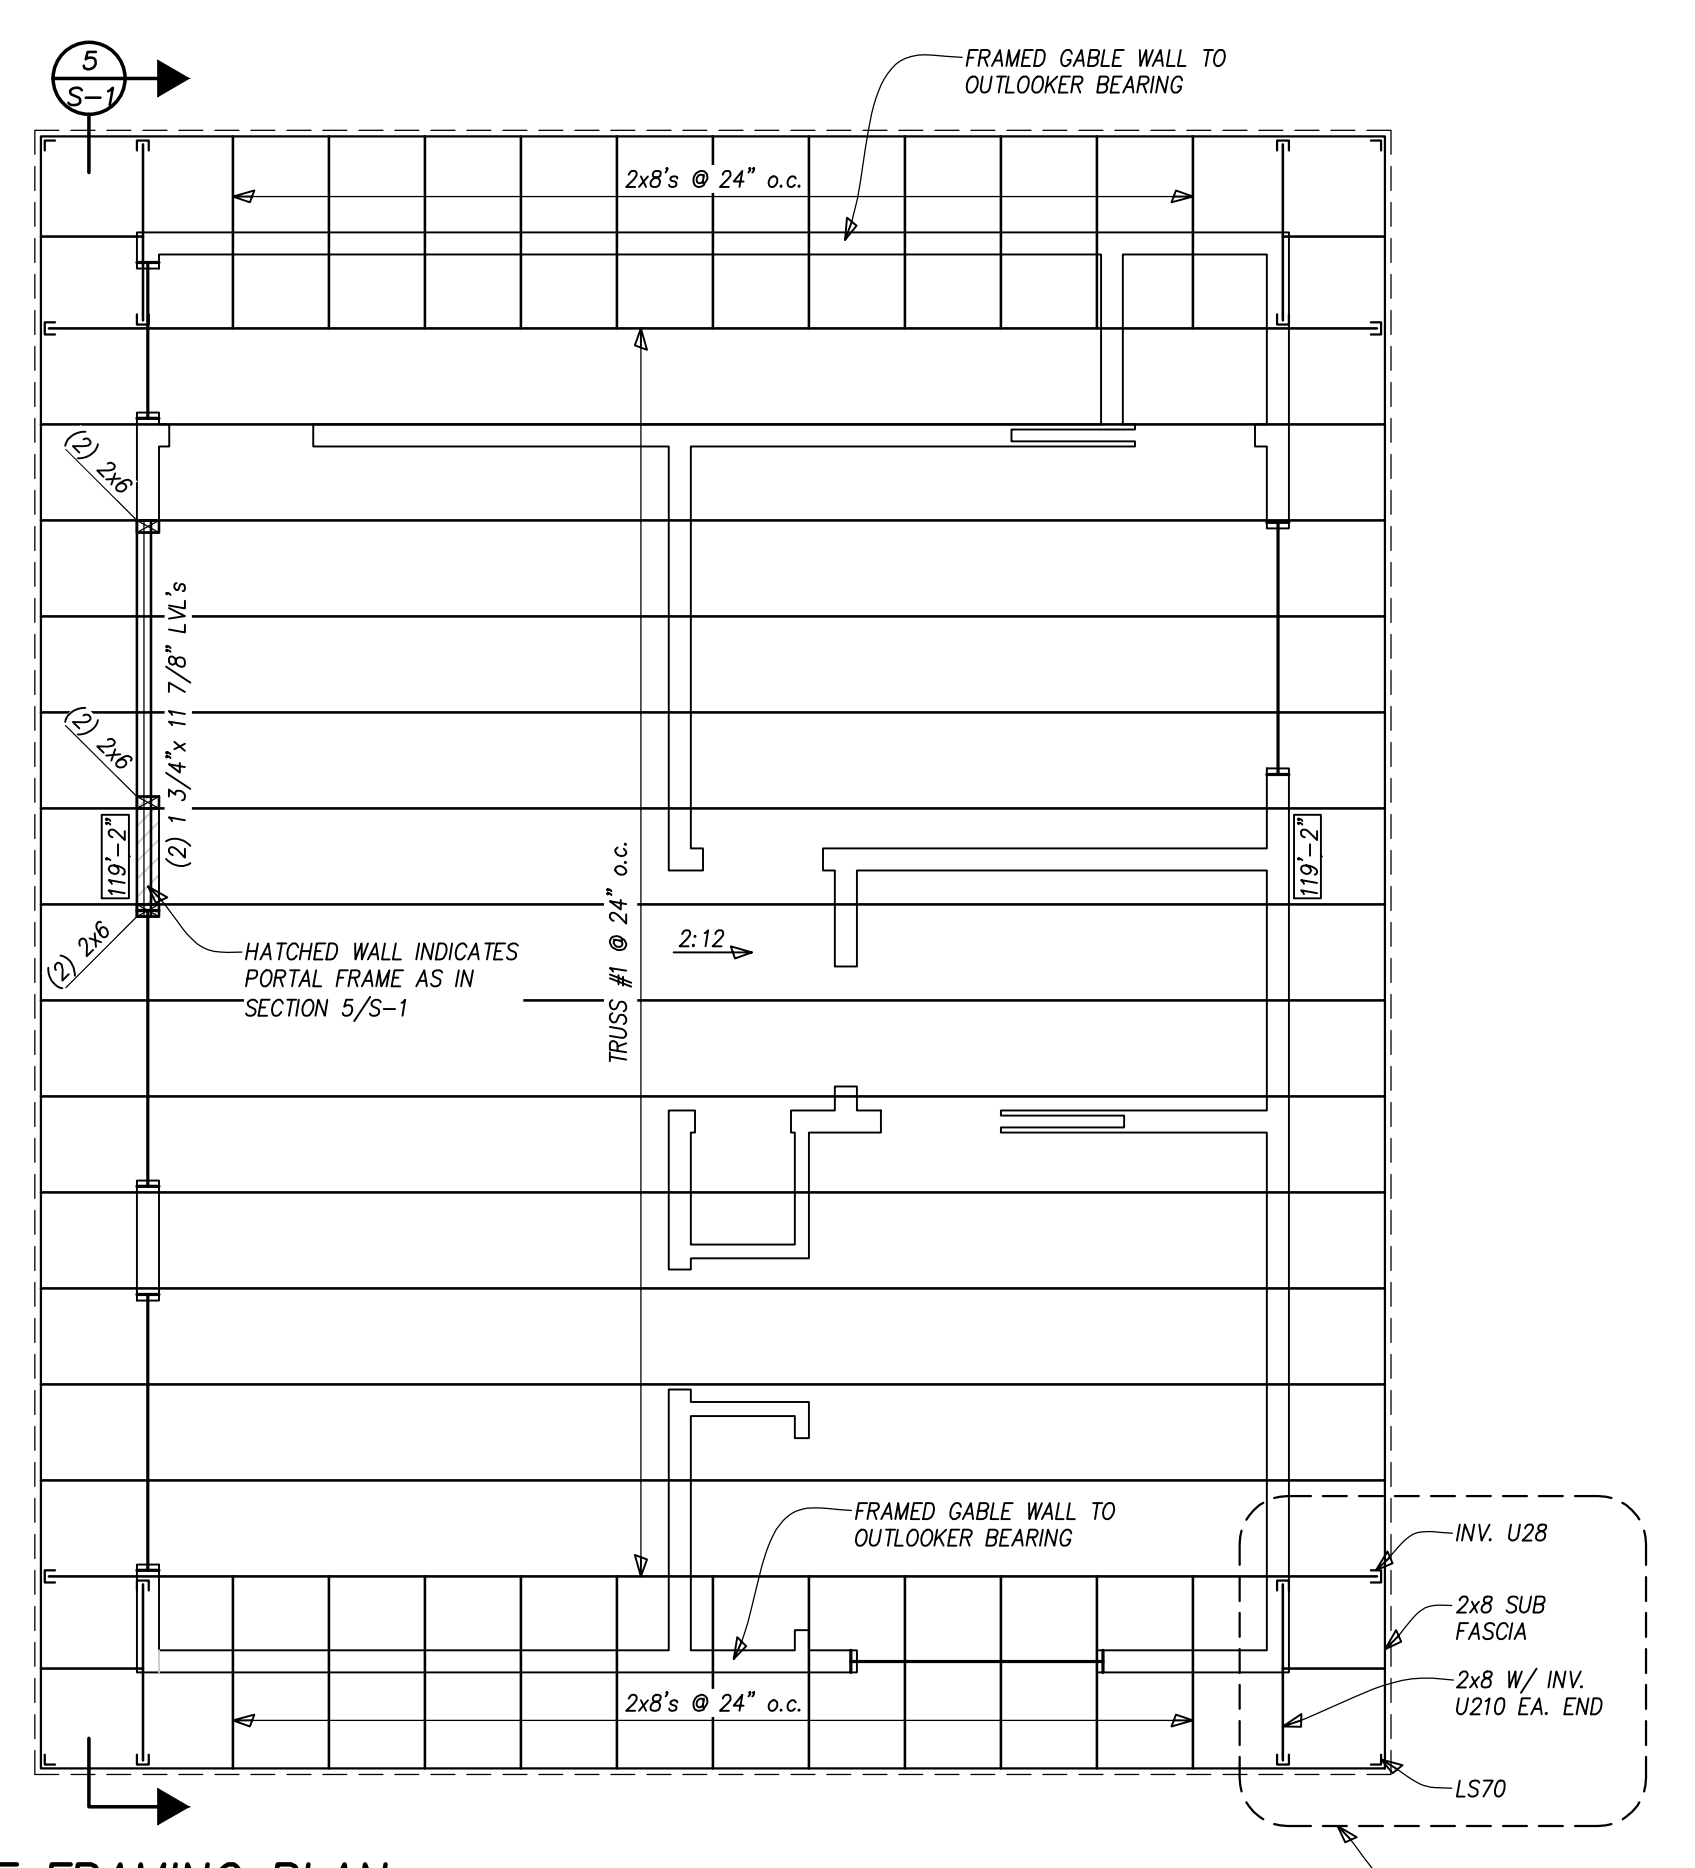 5
S-1
FRAMED GABLE WALL TO
OUTLOOKER BEARING
2x8's @ 24" o.c.
(2) 2x6
(2) 1 3/4"x 11 7/8" LVL's
(2) 2x6
119'-2"
119'-2"
(2) 2x6
HATCHED WALL INDICATES
PORTAL FRAME AS IN
SECTION 5/S-1
TRUSS #1 @ 24" o.c.
2:12
FRAMED GABLE WALL TO
OUTLOOKER BEARING
INV. U28
2x8 SUB
FASCIA
2x8 W/ INV.
U210 EA. END
2x8's @ 24" o.c.
LS70
FRAMING PLAN